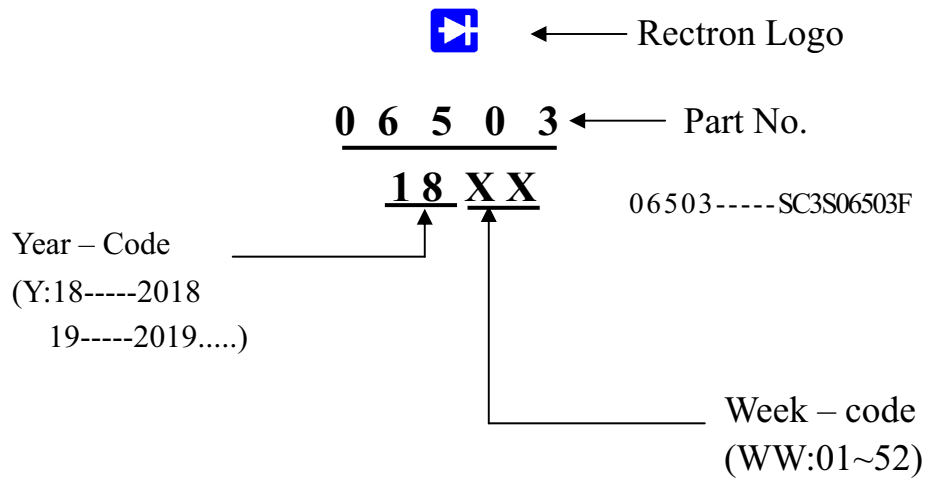 Rectron Logo
0 6 5 0 3
Part No.
1 8 X X
06503-----SC3S06503F
Year – Code
(Y:18-----2018
19-----2019.....)
Week – code
(WW:01~52)